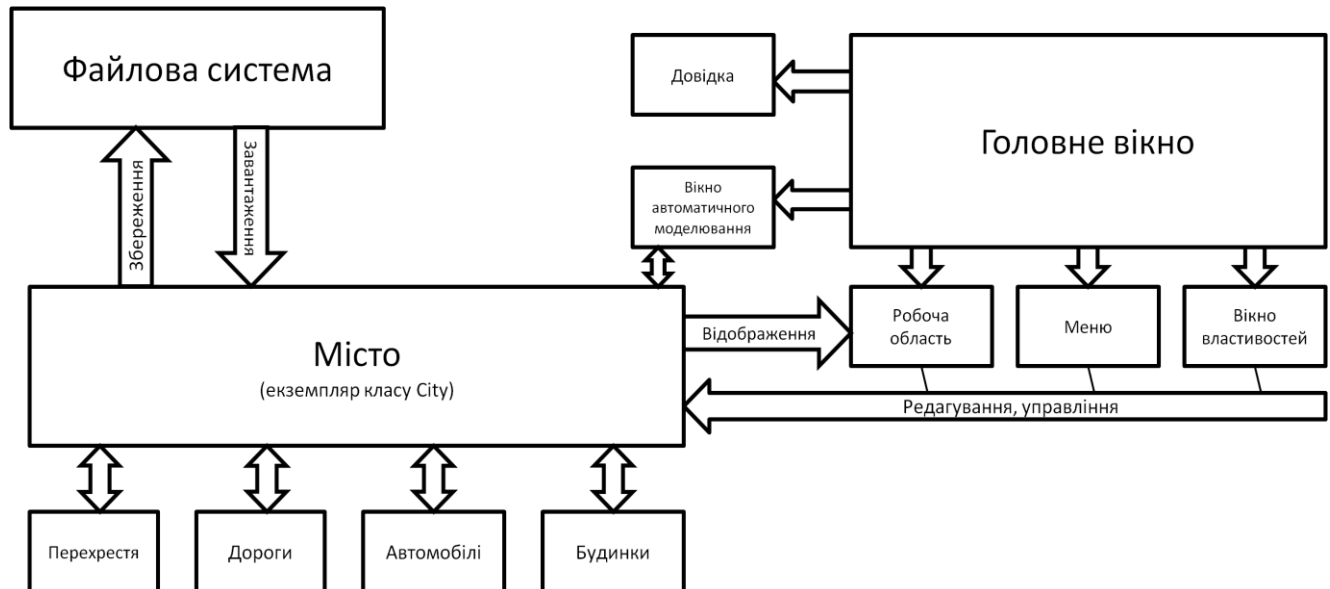 Файлова система
Довідка
Головне вікно
Збереження
Завантаження
Вікно
автоматичного
моделювання
Місто
(екземпляр класу City)
Відображення
Робоча
область
Меню
Вікно
властивостей
Редагування, управління
Перехрестя
Дороги
Автомобілі
Будинки